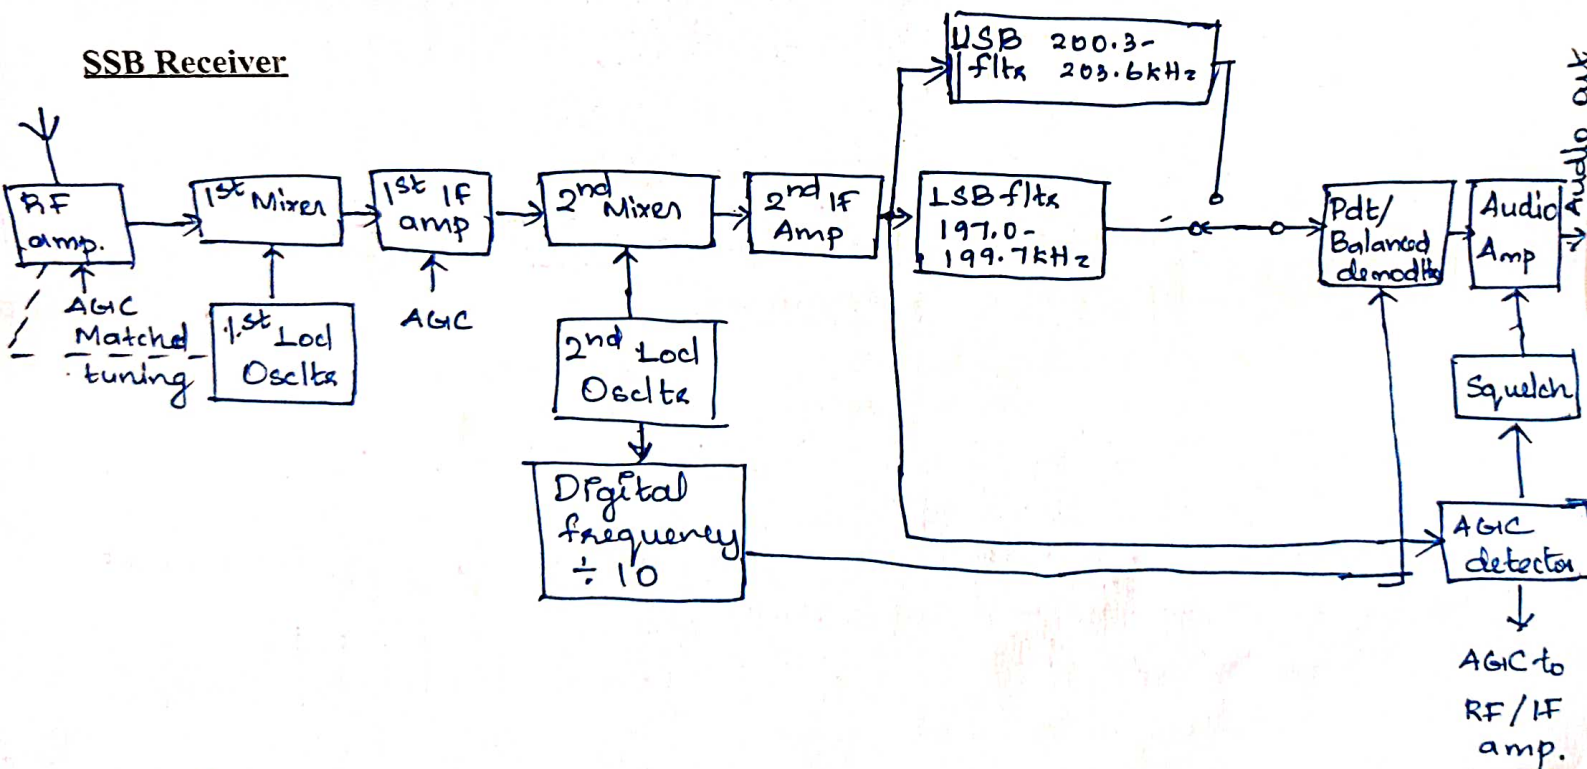 SSB Receiver
USB 200.3-
fltr 203.6kHz
RF
amp.
1st Mixer
1st IF
amp
2nd Mixer
2nd IF
Amp
LSB fltr
197.0-
199.7kHz
Pdt/
Balanced
demodltr
Audio
Amp
Audio out
AGC
Matched
tuning
1st Locl
Oscltr
AGC
2nd Locl
Oscltr
Squelch
Digital
frequency
÷ 10
AGC
detector
AGC to
RF/IF
amp.